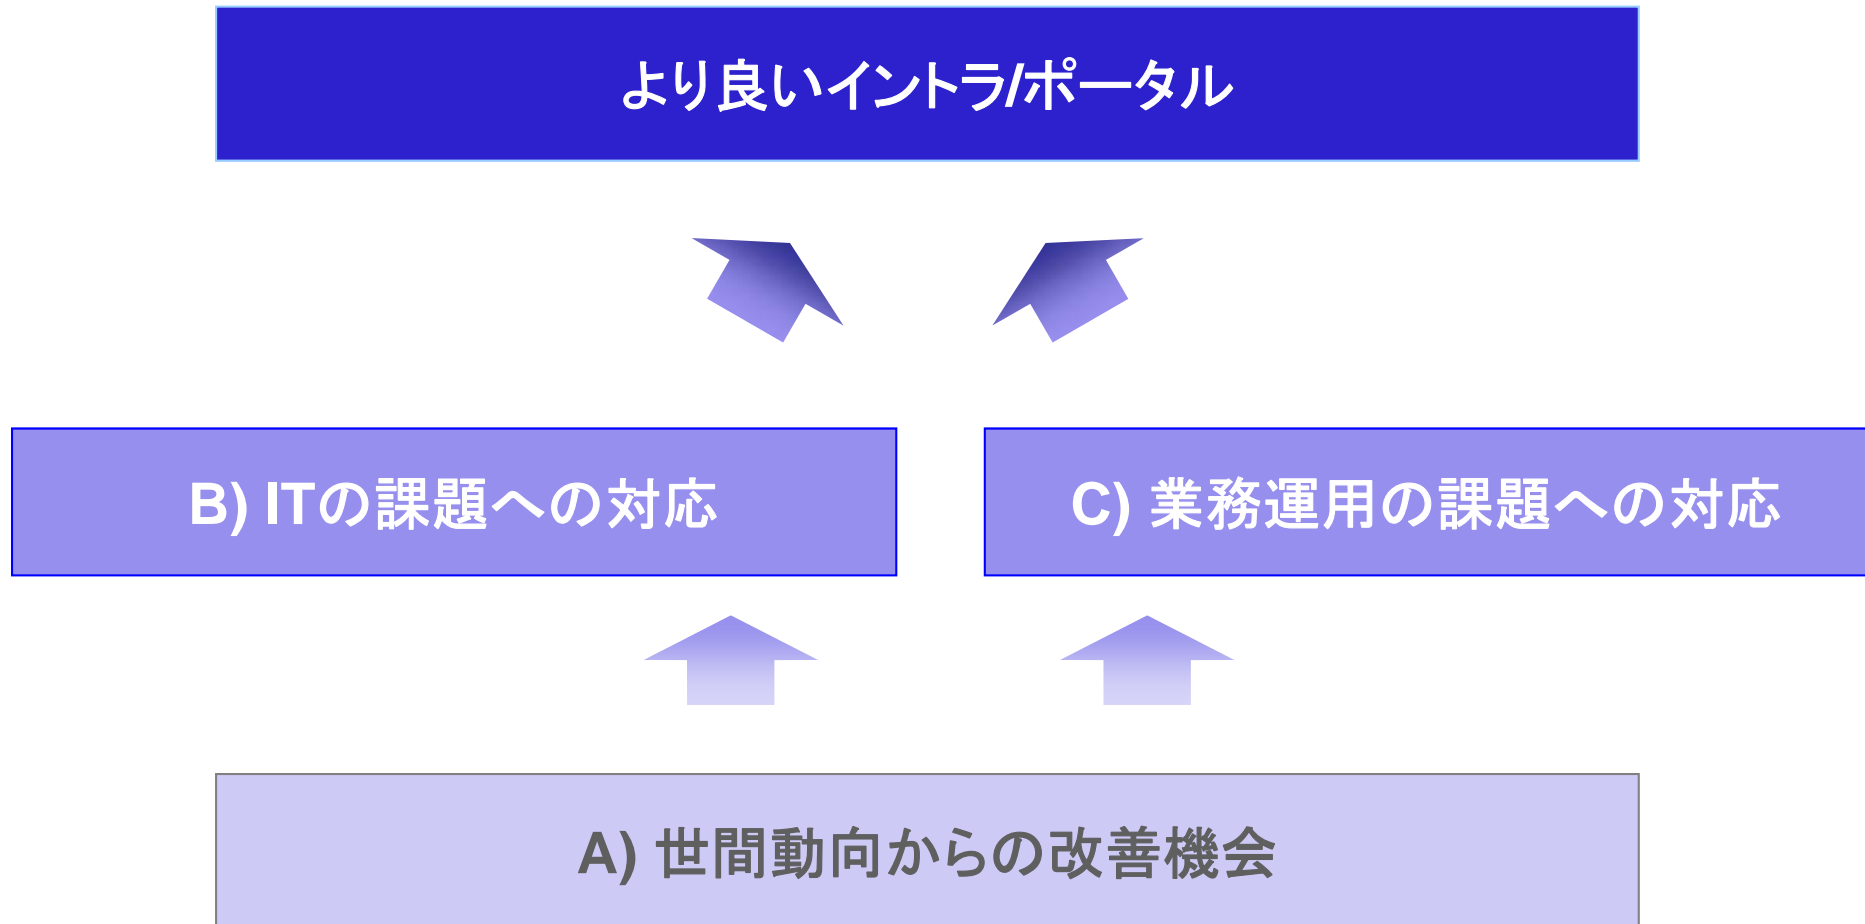 より良いイントラ/ポータル
B) ITの課題への対応
C) 業務運用の課題への対応
A) 世間動向からの改善機会